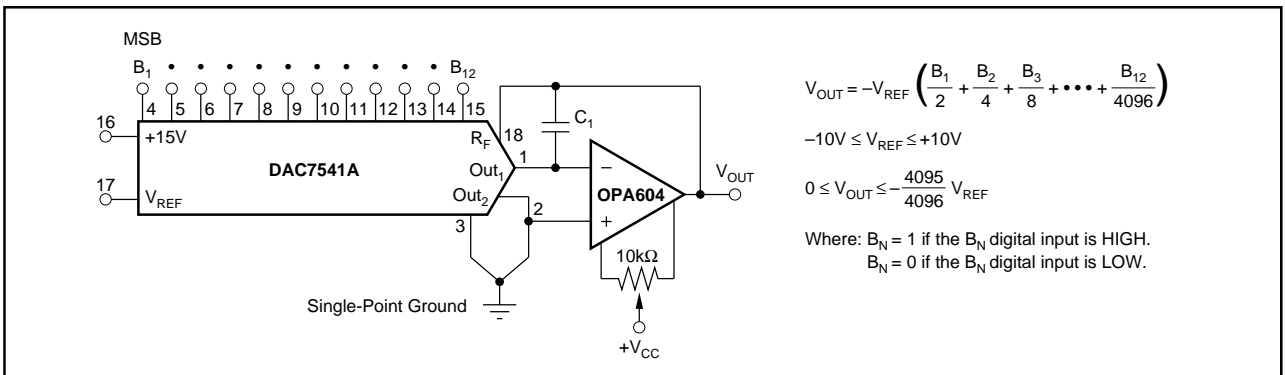 MSB
B1 • • • • • • • • • • B12
4 5 6 7 8 9 10 11 12 13 14 15
16
+15V
RF
18
C1
DAC7541A
Out1
1
–
VOUT
OPA604
17
VREF
Out2
2
+
3
10kΩ
Single-Point Ground
+VCC
VOUT = –VREF (B1/2 + B2/4 + B3/8 + • • • + B12/4096)
–10V ≤ VREF ≤ +10V
0 ≤ VOUT ≤ –4095/4096 VREF
Where: BN = 1 if the BN digital input is HIGH.
BN = 0 if the BN digital input is LOW.